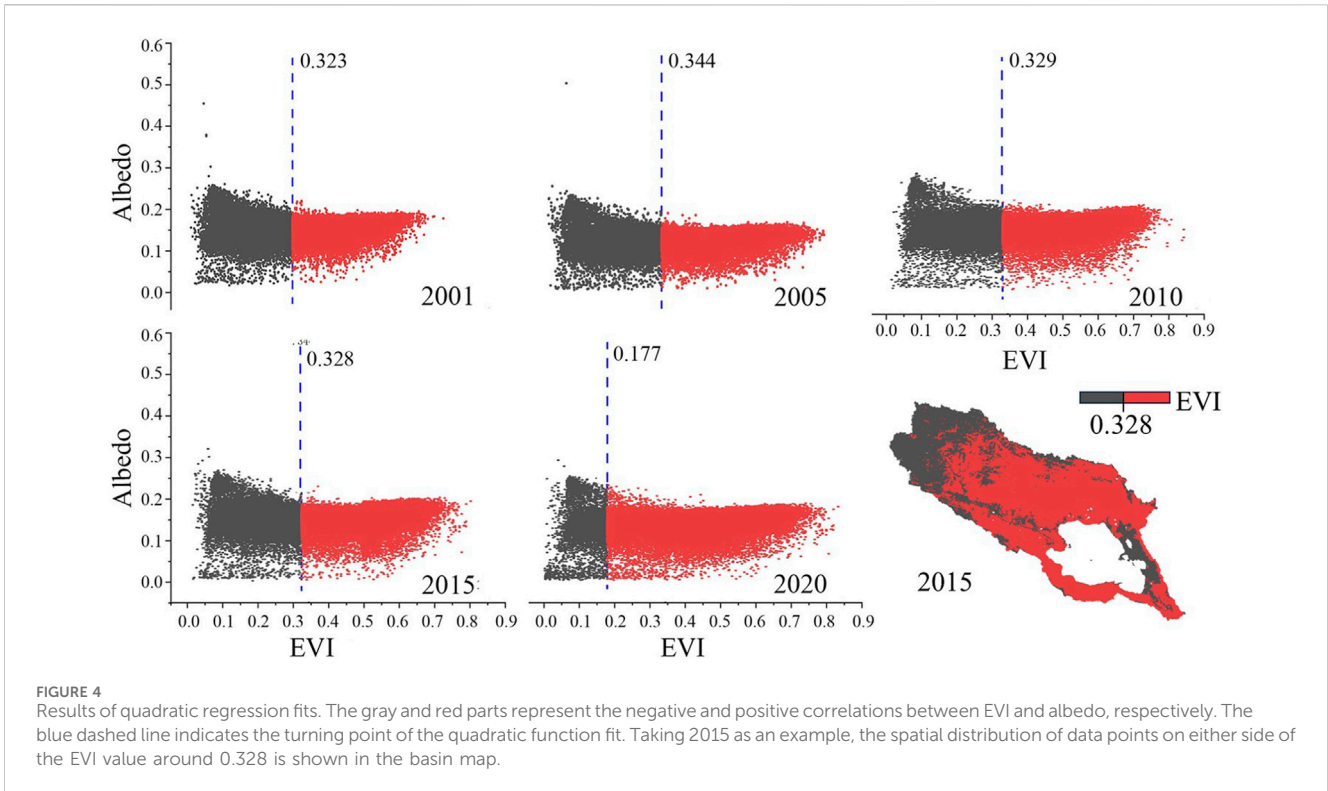 0.6
0.5
0.4
0.3
0.2
0.1
0.0
Albedo
0.323
2001
0.344
2005
0.329
2010
0.0 0.1 0.2 0.3 0.4 0.5 0.6 0.7 0.8 0.9
EVI
0.6
0.5
0.4
0.3
0.2
0.1
0.0
Albedo
0.328
2015
0.0 0.1 0.2 0.3 0.4 0.5 0.6 0.7 0.8 0.9
EVI
0.177
2020
0.0 0.1 0.2 0.3 0.4 0.5 0.6 0.7 0.8 0.9
EVI
EVI
0.328
2015
FIGURE 4
Results of quadratic regression fits. The gray and red parts represent the negative and positive correlations between EVI and albedo, respectively. The
blue dashed line indicates the turning point of the quadratic function fit. Taking 2015 as an example, the spatial distribution of data points on either side of
the EVI value around 0.328 is shown in the basin map.